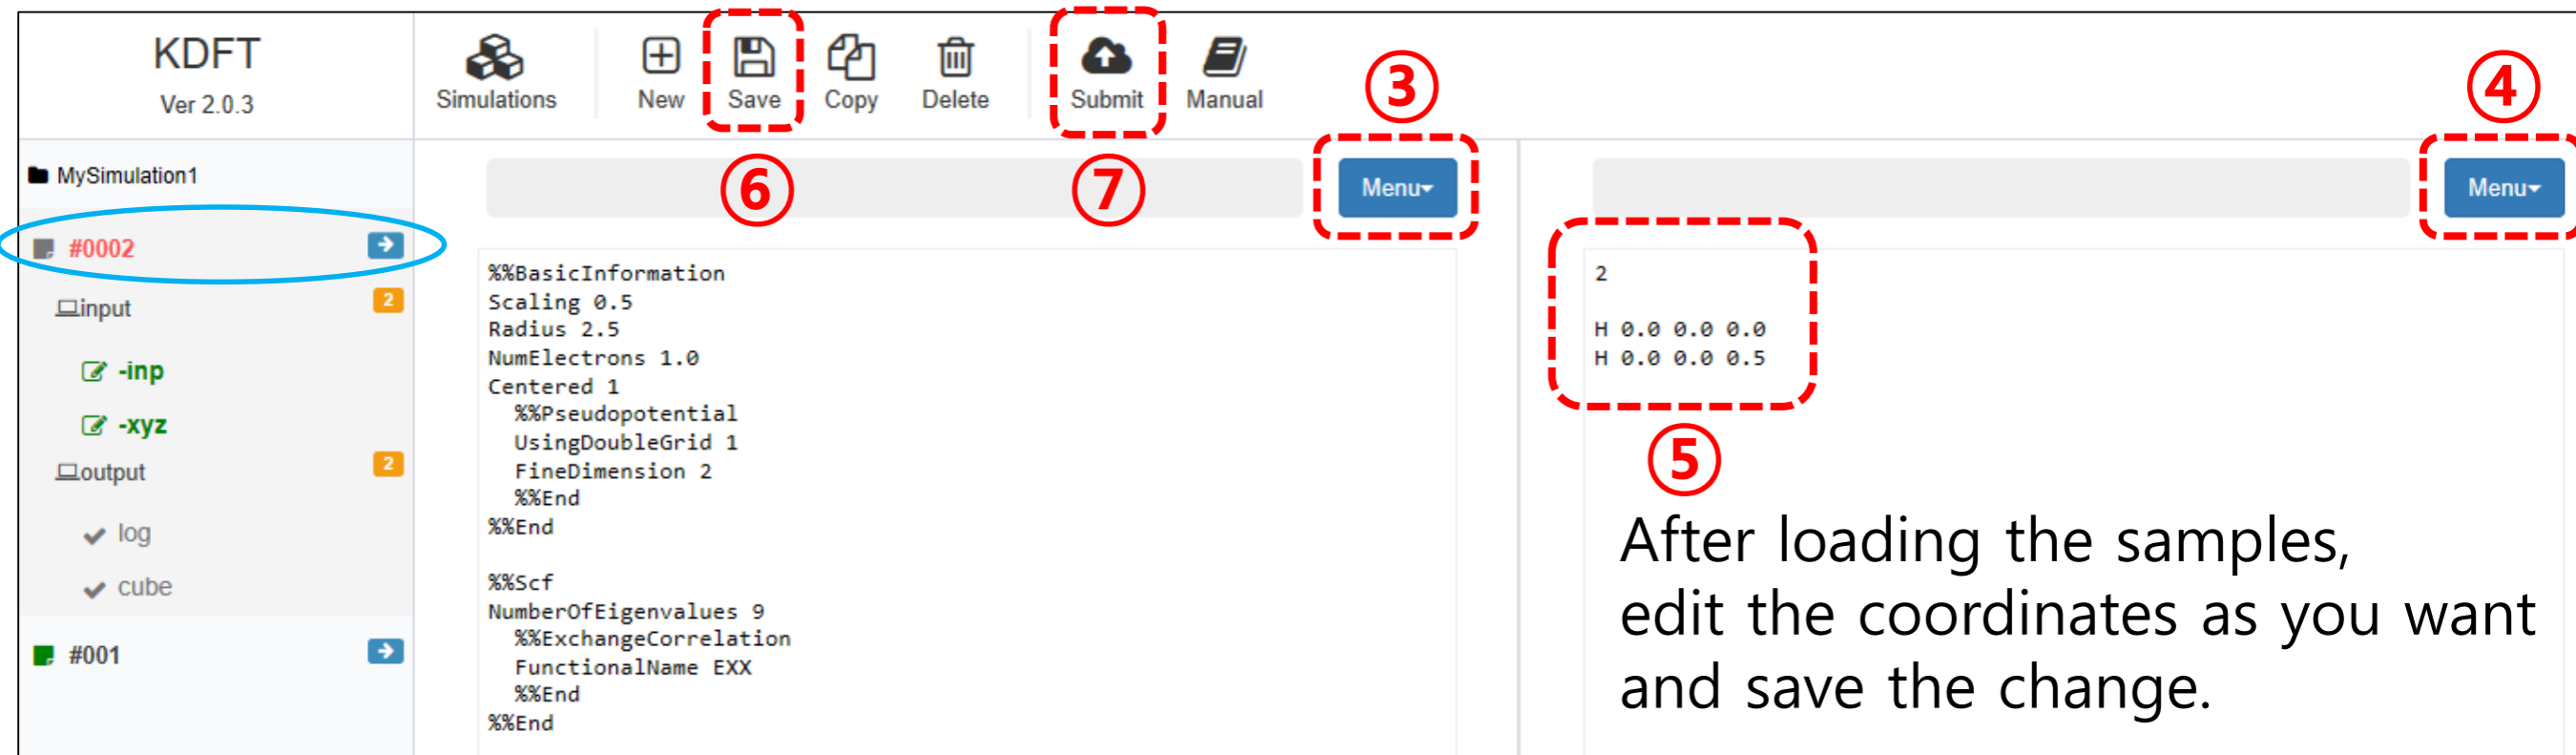 KDFT
Ver 2.0.3
Simulations
New
Save
Copy
Delete
Submit
Manual
③
④
MySimulation1
⑥
⑦
Menu
Menu
#0002
input 2
-inp
-xyz
output 2
log
cube
#001
%%BasicInformation
Scaling 0.5
Radius 2.5
NumElectrons 1.0
Centered 1
%%Pseudopotential
UsingDoubleGrid 1
FineDimension 2
%%End
%%End
%%Scf
NumberOfEigenvalues 9
%%ExchangeCorrelation
FunctionalName EXX
%%End
%%End
2
H 0.0 0.0 0.0
H 0.0 0.0 0.5
⑤
After loading the samples,
edit the coordinates as you want
and save the change.